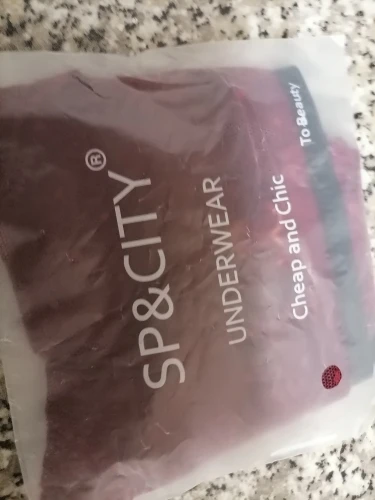 SP&CITY®
UNDERWEAR
Cheap and Chic
To Beauty